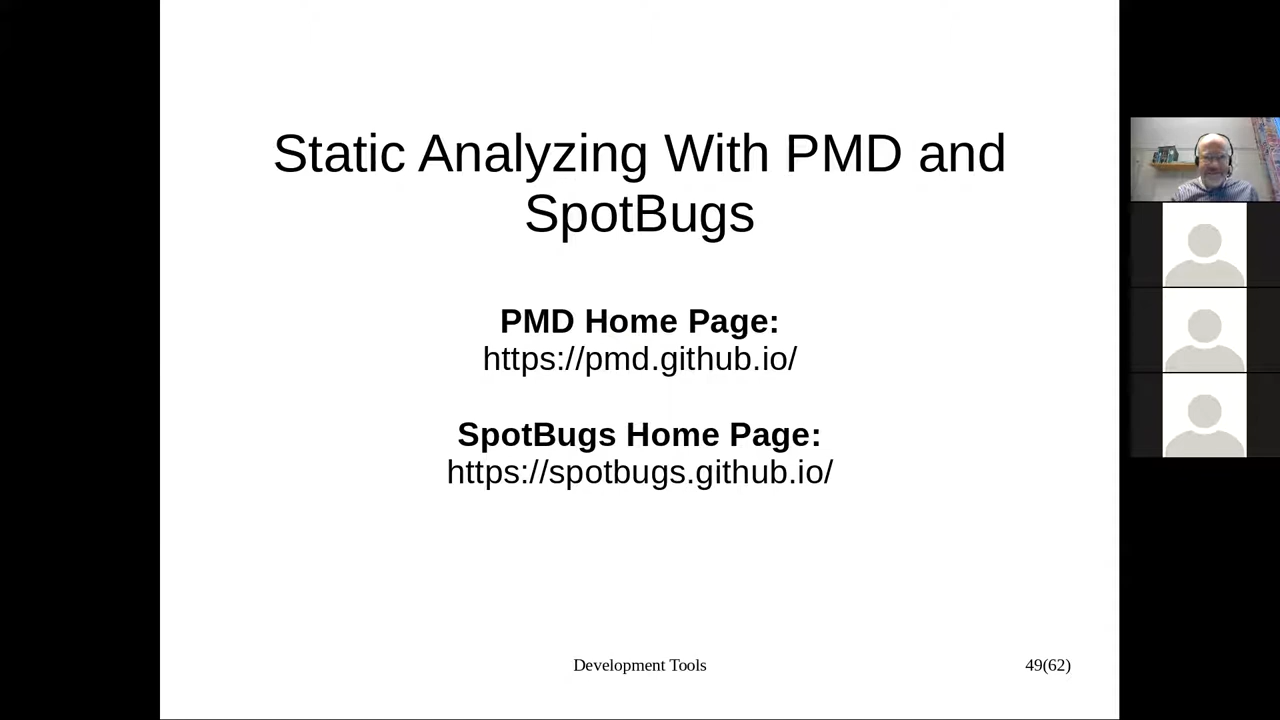 Static Analyzing With PMD and
SpotBugs
PMD Home Page:
https://pmd.github.io/
SpotBugs Home Page:
https://spotbugs.github.io/
Development Tools
49(62)